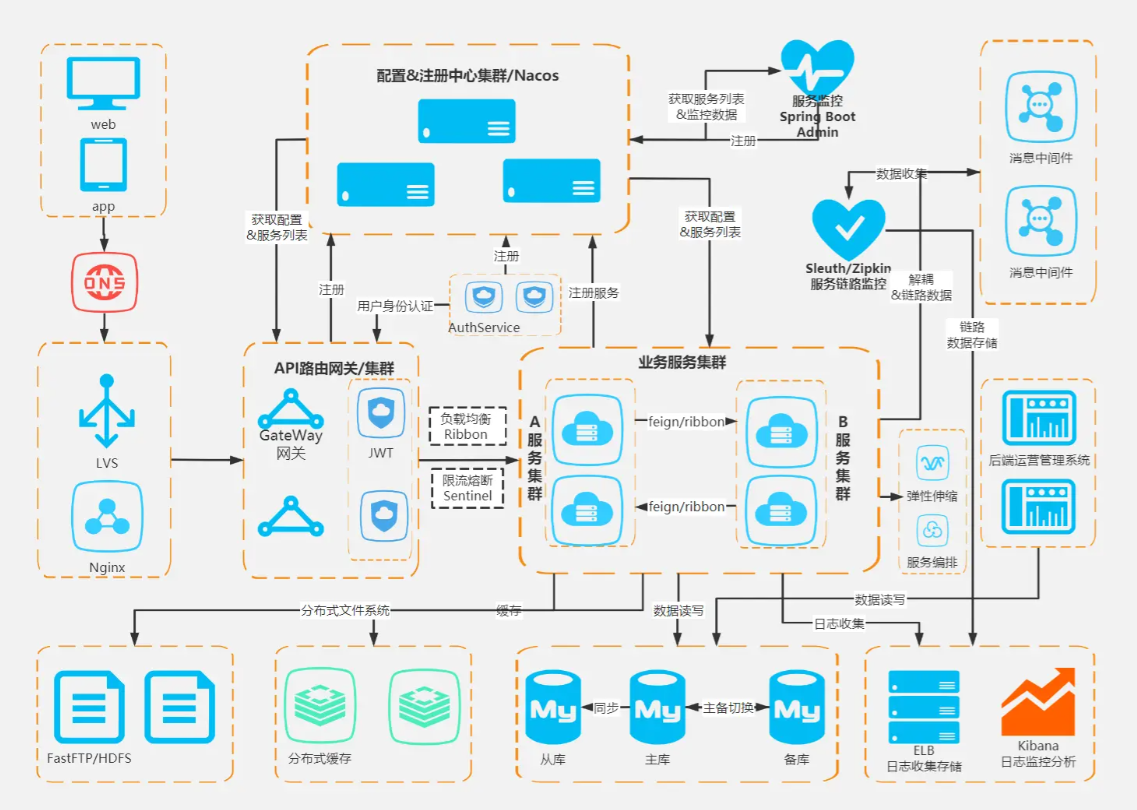 web
app
DNS
LVS
Nginx
配置&注册中心集群/Nacos
获取服务列表
&监控数据
服务监控
Spring Boot
Admin
注册
消息中间件
消息中间件
数据收集
Sleuth/Zipkin
服务链路监控
解耦
&链路数据
链路
数据存储
获取配置
&服务列表
注册
注册
用户身份认证
AuthService
注册服务
获取配置
&服务列表
API路由网关/集群
GateWay
网关
JWT
负载均衡
Ribbon
限流熔断
Sentinel
业务服务集群
A
服
务
集
群
feign/ribbon
feign/ribbon
B
服
务
集
群
弹性伸缩
服务编排
后端运营管理系统
分布式文件系统
缓存
数据读写
数据读写
日志收集
FastFTP/HDFS
分布式缓存
My
同步
My
主备切换
My
从库
主库
备库
ELB
日志收集存储
Kibana
日志监控分析